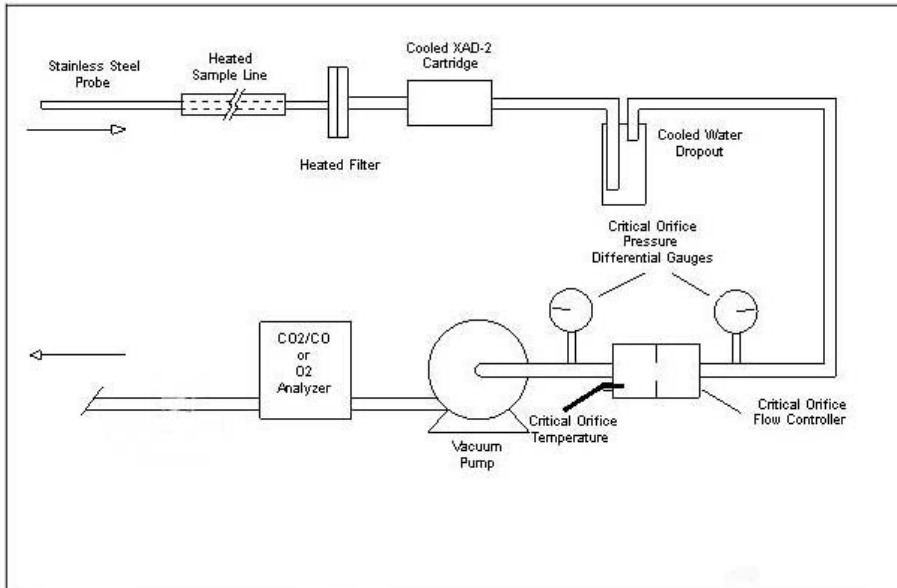 Stainless Steel
Probe
Heated
Sample Line
Heated Filter
Cooled XAD-2
Cartridge
Cooled Water
Dropout
Critical Orifice
Pressure
Differential Gauges
CO2/CO
or
O2
Analyzer
Vacuum
Pump
Critical Orifice
Temperature
Critical Orifice
Flow Controller